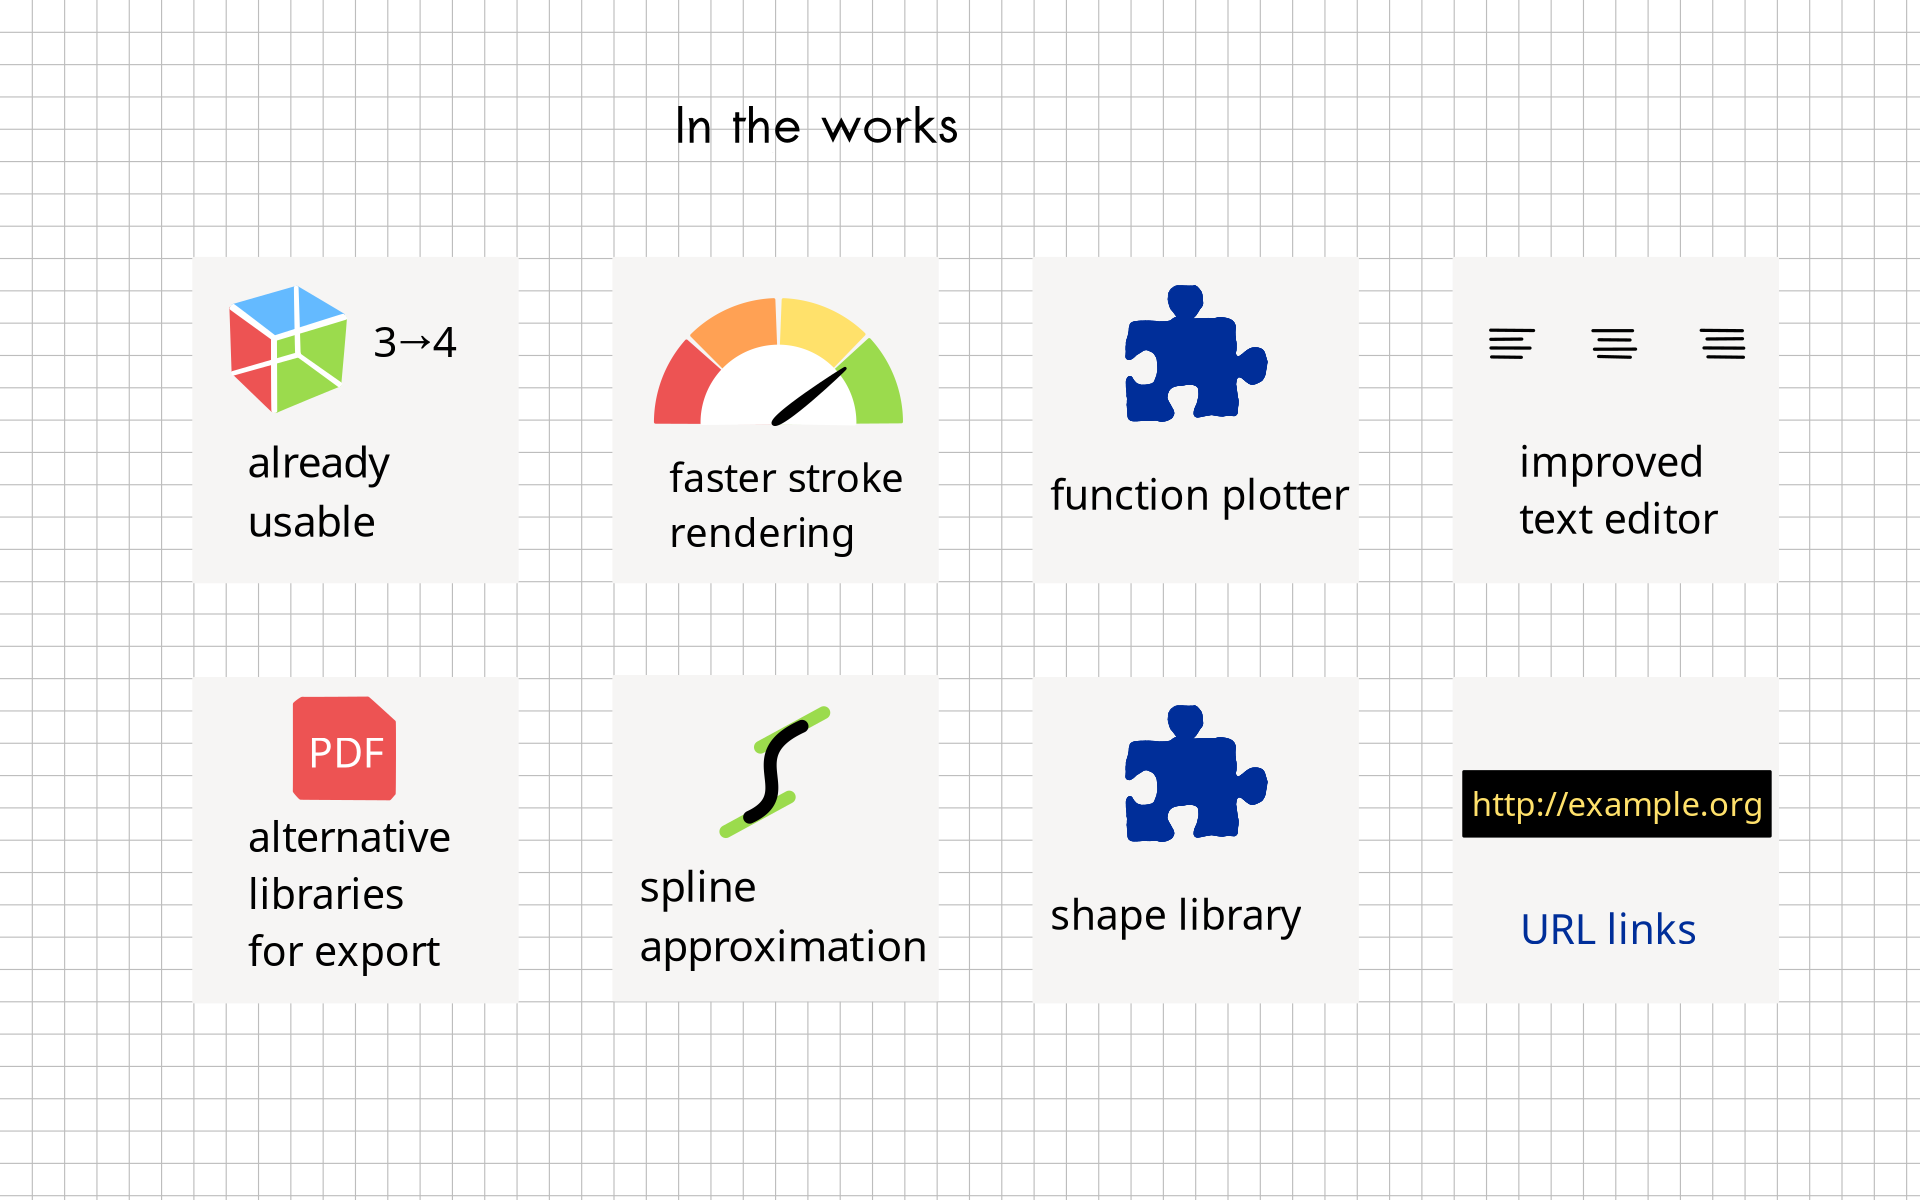 In the works
3→4
already
usable
faster stroke
rendering
function plotter
improved
text editor
PDF
alternative
libraries
for export
spline
approximation
shape library
http://example.org
URL links